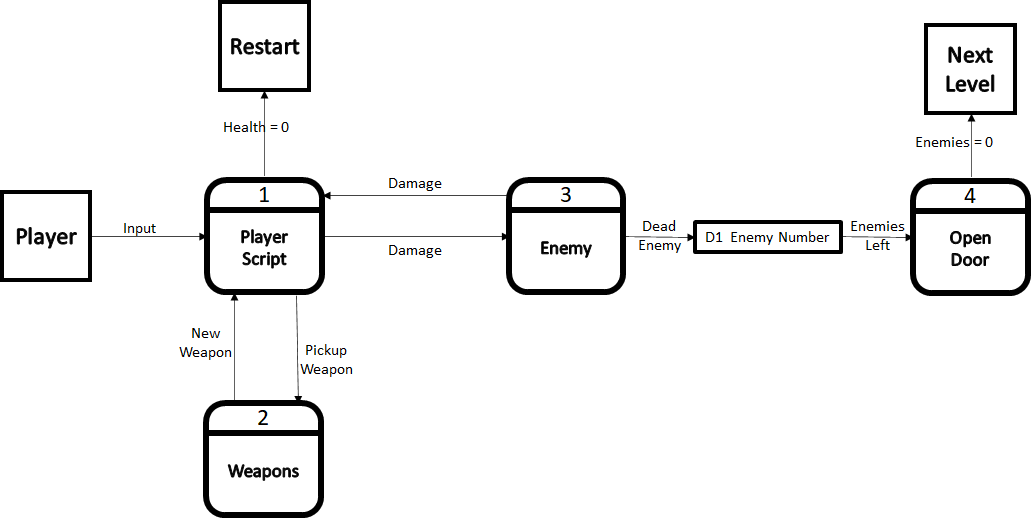 Restart
Next
Level
Health = 0
Enemies = 0
1
Player
Script
3
Enemy
4
Open
Door
Player
Input
Damage
Damage
Dead
Enemy
D1 Enemy Number
Enemies
Left
New
Weapon
Pickup
Weapon
2
Weapons